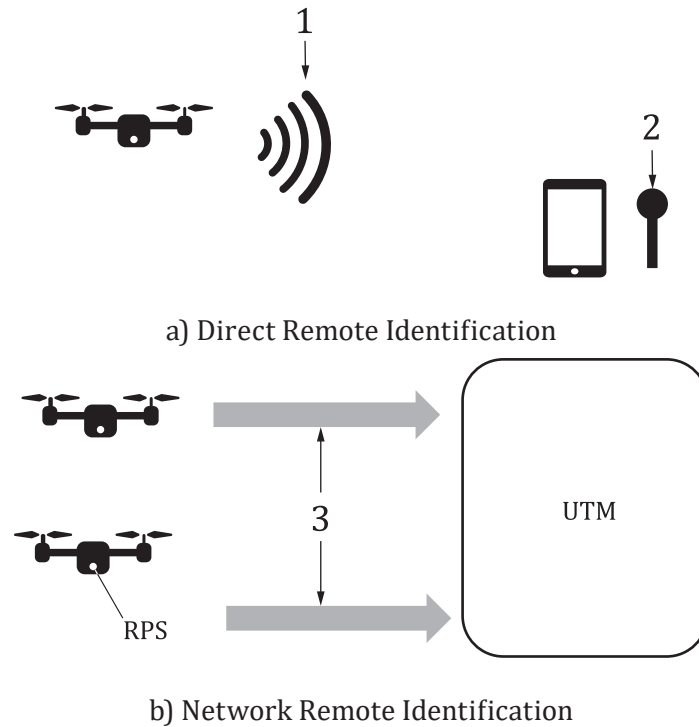 1
2
a) Direct Remote Identification
3
UTM
RPS
b) Network Remote Identification